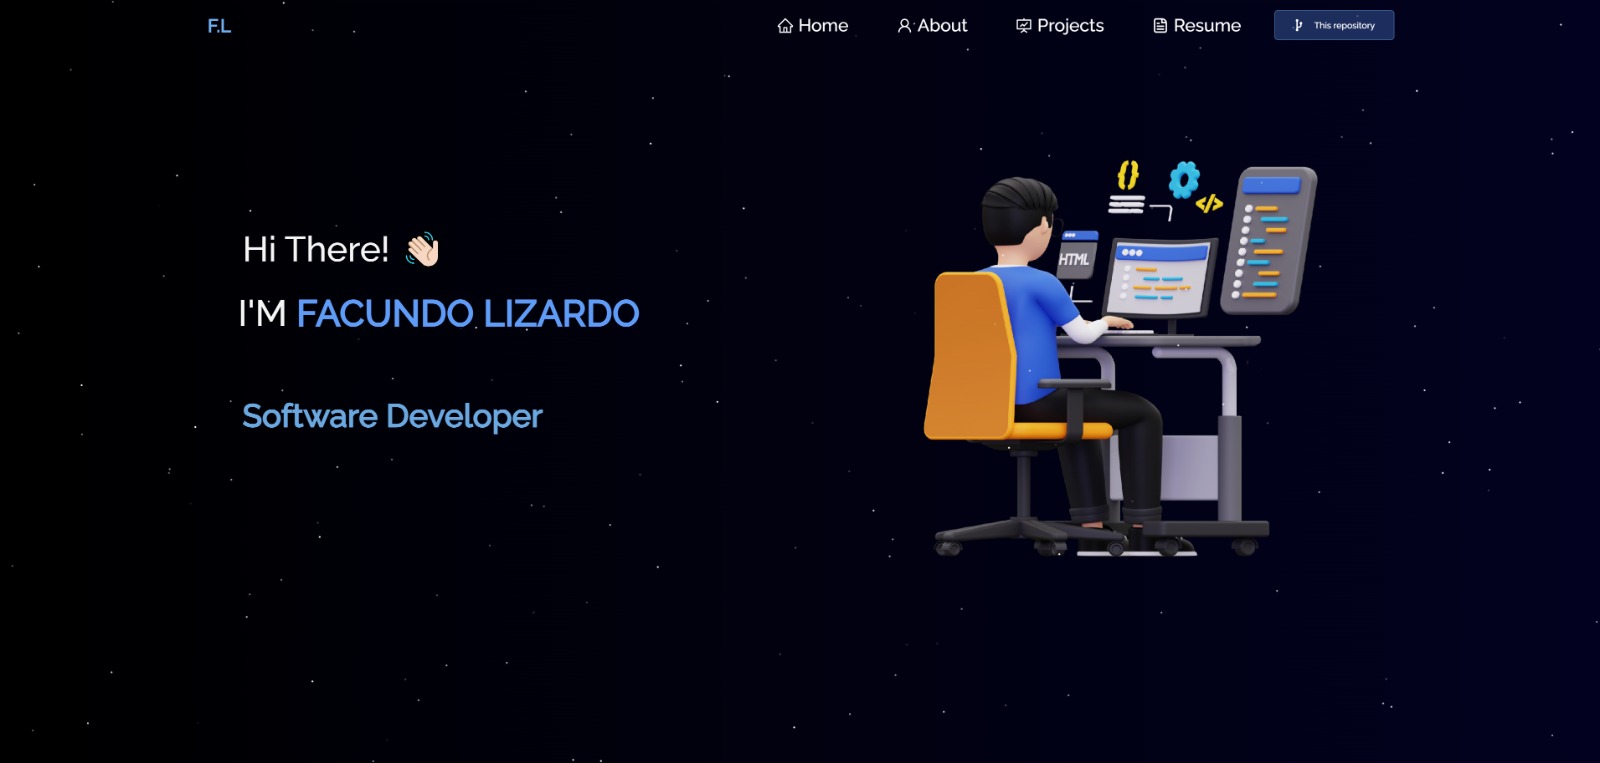 F.L
Home
About
Projects
Resume
This repository
Hi There! 👋🏻
I'M FACUNDO LIZARDO
Software Developer
{}
</>
HTML